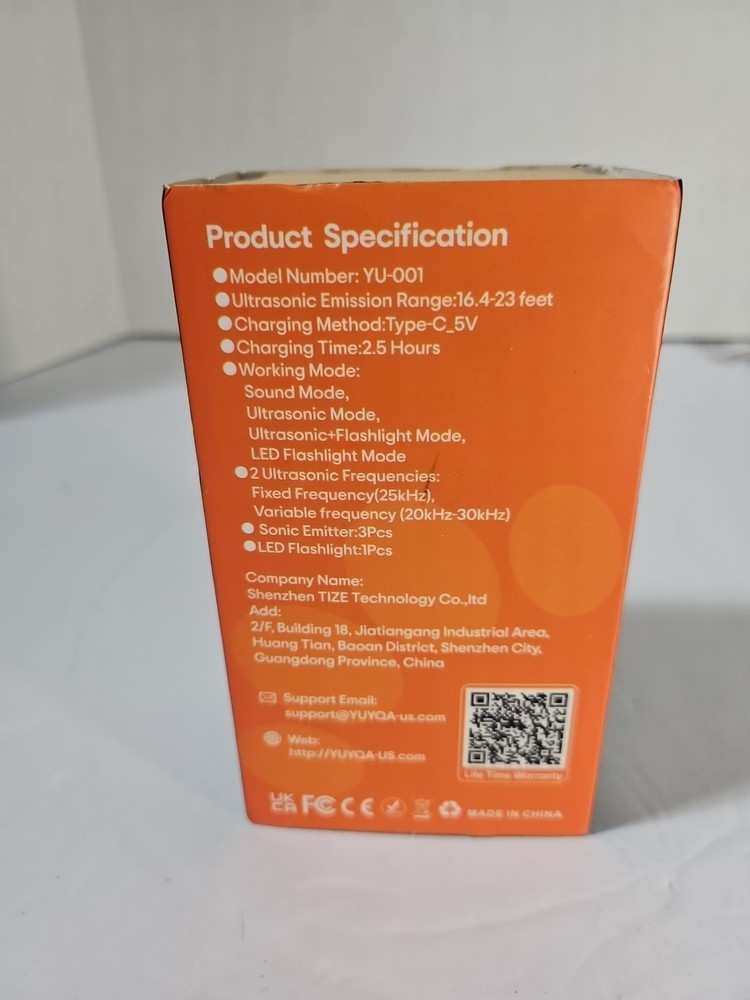 Product Specification
●Model Number: YU-001
●Ultrasonic Emission Range:16.4-23 feet
●Charging Method:Type-C_5V
●Charging Time:2.5 Hours
●Working Mode:
Sound Mode,
Ultrasonic Mode,
Ultrasonic+Flashlight Mode,
LED Flashlight Mode
●2 Ultrasonic Frequencies:
Fixed Frequency(25kHz),
Variable frequency (20kHz-30kHz)
● Sonic Emitter:3Pcs
●LED Flashlight:1Pcs
Company Name:
Shenzhen TIZE Technology Co.,ltd
Add:
2/F, Building 18, Jiatiangang Industrial Area,
Huang Tian, Baoan District, Shenzhen City,
Guangdong Province, China
Support Email:
support@YUYQA-us.com
Web:
http://YUYQA-US.com
Life Time Warranty
UK
CA FC CE MADE IN CHINA